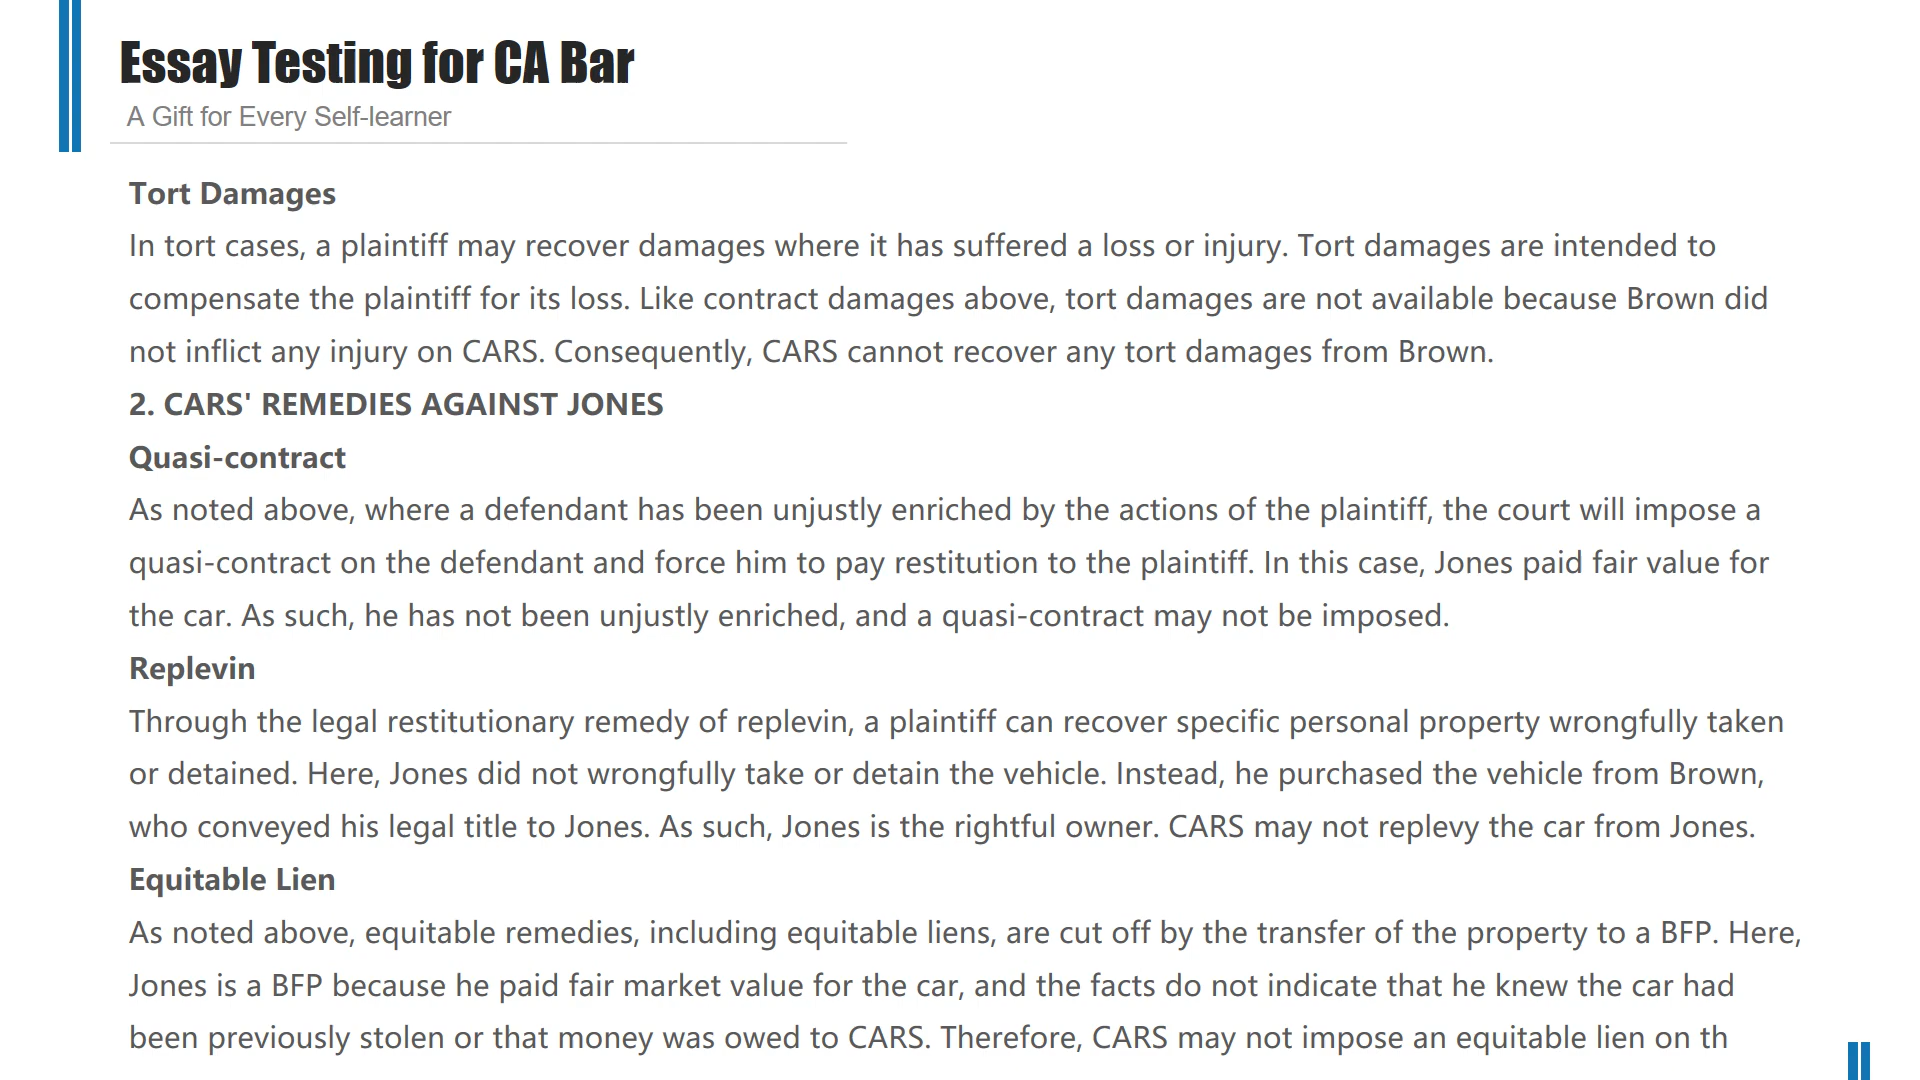 Essay Testing for CA Bar
A Gift for Every Self-learner
Tort Damages
In tort cases, a plaintiff may recover damages where it has suffered a loss or injury. Tort damages are intended to
compensate the plaintiff for its loss. Like contract damages above, tort damages are not available because Brown did
not inflict any injury on CARS. Consequently, CARS cannot recover any tort damages from Brown.
2. CARS' REMEDIES AGAINST JONES
Quasi-contract
As noted above, where a defendant has been unjustly enriched by the actions of the plaintiff, the court will impose a
quasi-contract on the defendant and force him to pay restitution to the plaintiff. In this case, Jones paid fair value for
the car. As such, he has not been unjustly enriched, and a quasi-contract may not be imposed.
Replevin
Through the legal restitutionary remedy of replevin, a plaintiff can recover specific personal property wrongfully taken
or detained. Here, Jones did not wrongfully take or detain the vehicle. Instead, he purchased the vehicle from Brown,
who conveyed his legal title to Jones. As such, Jones is the rightful owner. CARS may not replevy the car from Jones.
Equitable Lien
As noted above, equitable remedies, including equitable liens, are cut off by the transfer of the property to a BFP. Here,
Jones is a BFP because he paid fair market value for the car, and the facts do not indicate that he knew the car had
been previously stolen or that money was owed to CARS. Therefore, CARS may not impose an equitable lien on th